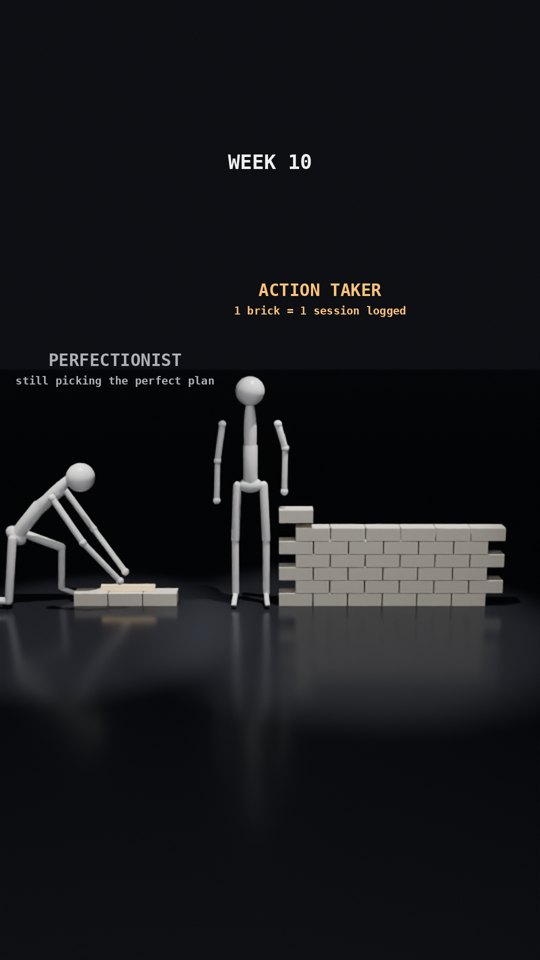 WEEK 10
ACTION TAKER
1 brick = 1 session logged
PERFECTIONIST
still picking the perfect plan